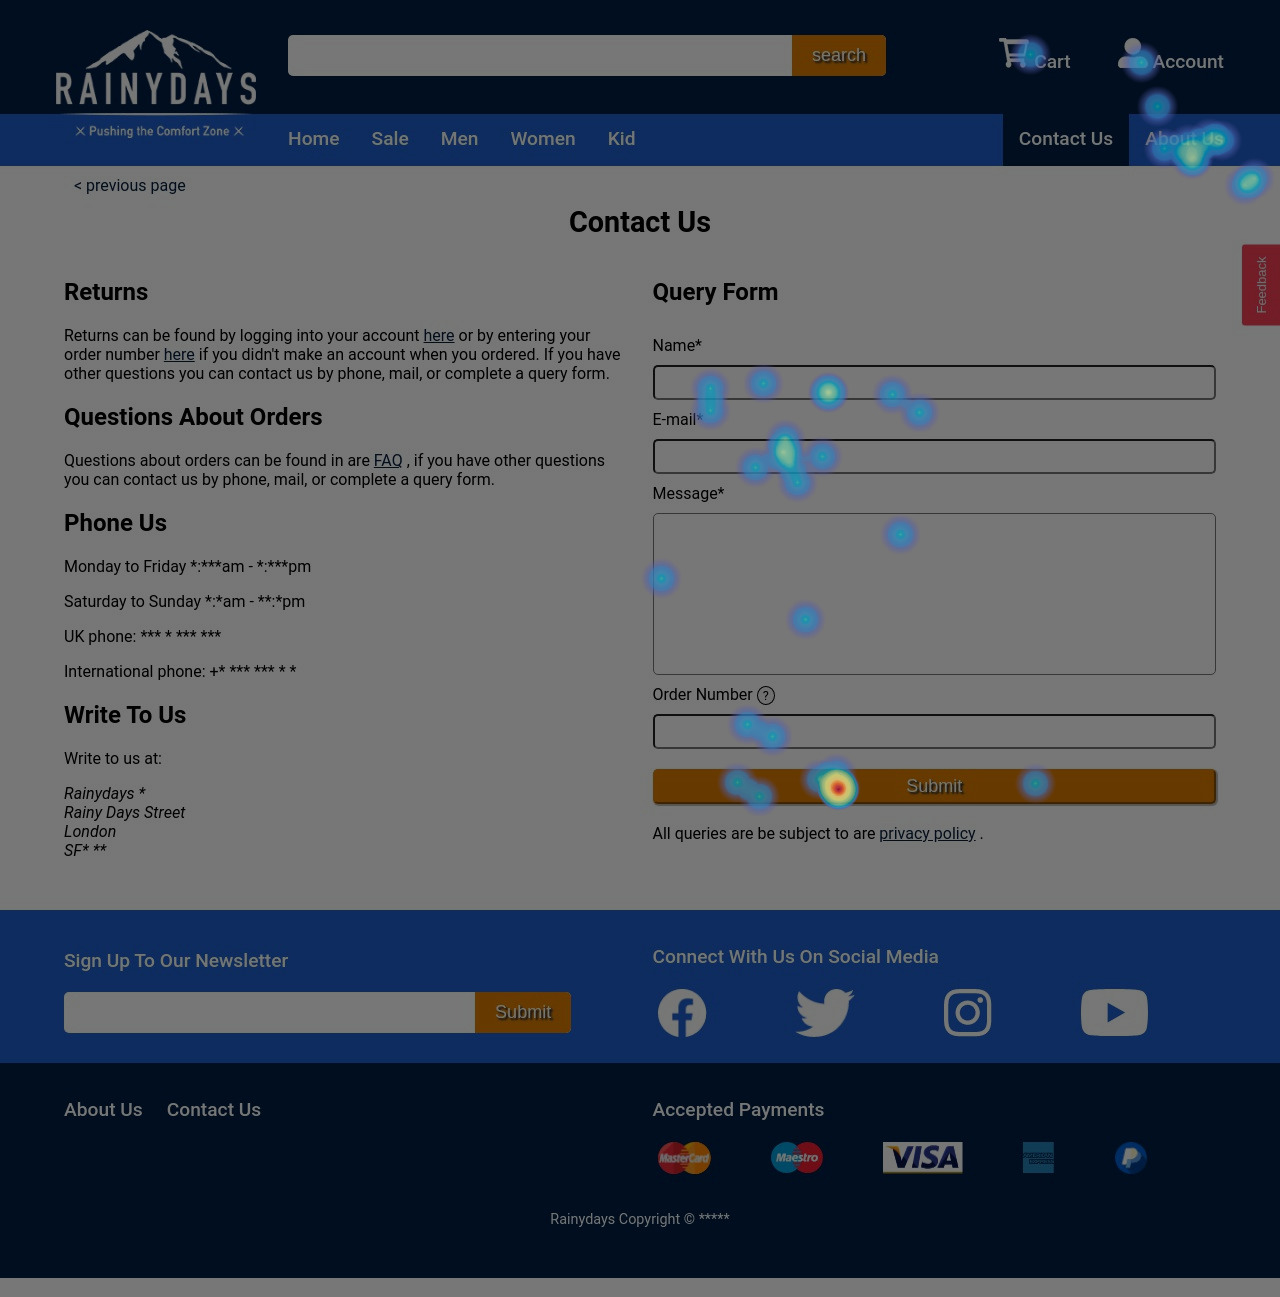 RAINYDAYS
Pushing the Comfort Zone
search
Cart
Account
Home
Sale
Men
Women
Kid
Contact Us
About Us
< previous page
Contact Us
Feedback
Returns
Returns can be found by logging into your account here or by entering your
order number here if you didn't make an account when you ordered. If you have
other questions you can contact us by phone, mail, or complete a query form.
Questions About Orders
Questions about orders can be found in are FAQ , if you have other questions
you can contact us by phone, mail, or complete a query form.
Phone Us
Monday to Friday *:***am - *:***pm
Saturday to Sunday *:*am - **:*pm
UK phone: *** * *** ***
International phone: +* *** *** * *
Write To Us
Write to us at:
Rainydays *
Rainy Days Street
London
SF* **
Query Form
Name*
E-mail*
Message*
Order Number ?
Submit
All queries are be subject to are privacy policy .
Sign Up To Our Newsletter
Submit
Connect With Us On Social Media
About Us
Contact Us
Accepted Payments
MasterCard
Maestro
VISA
Rainydays Copyright © *****